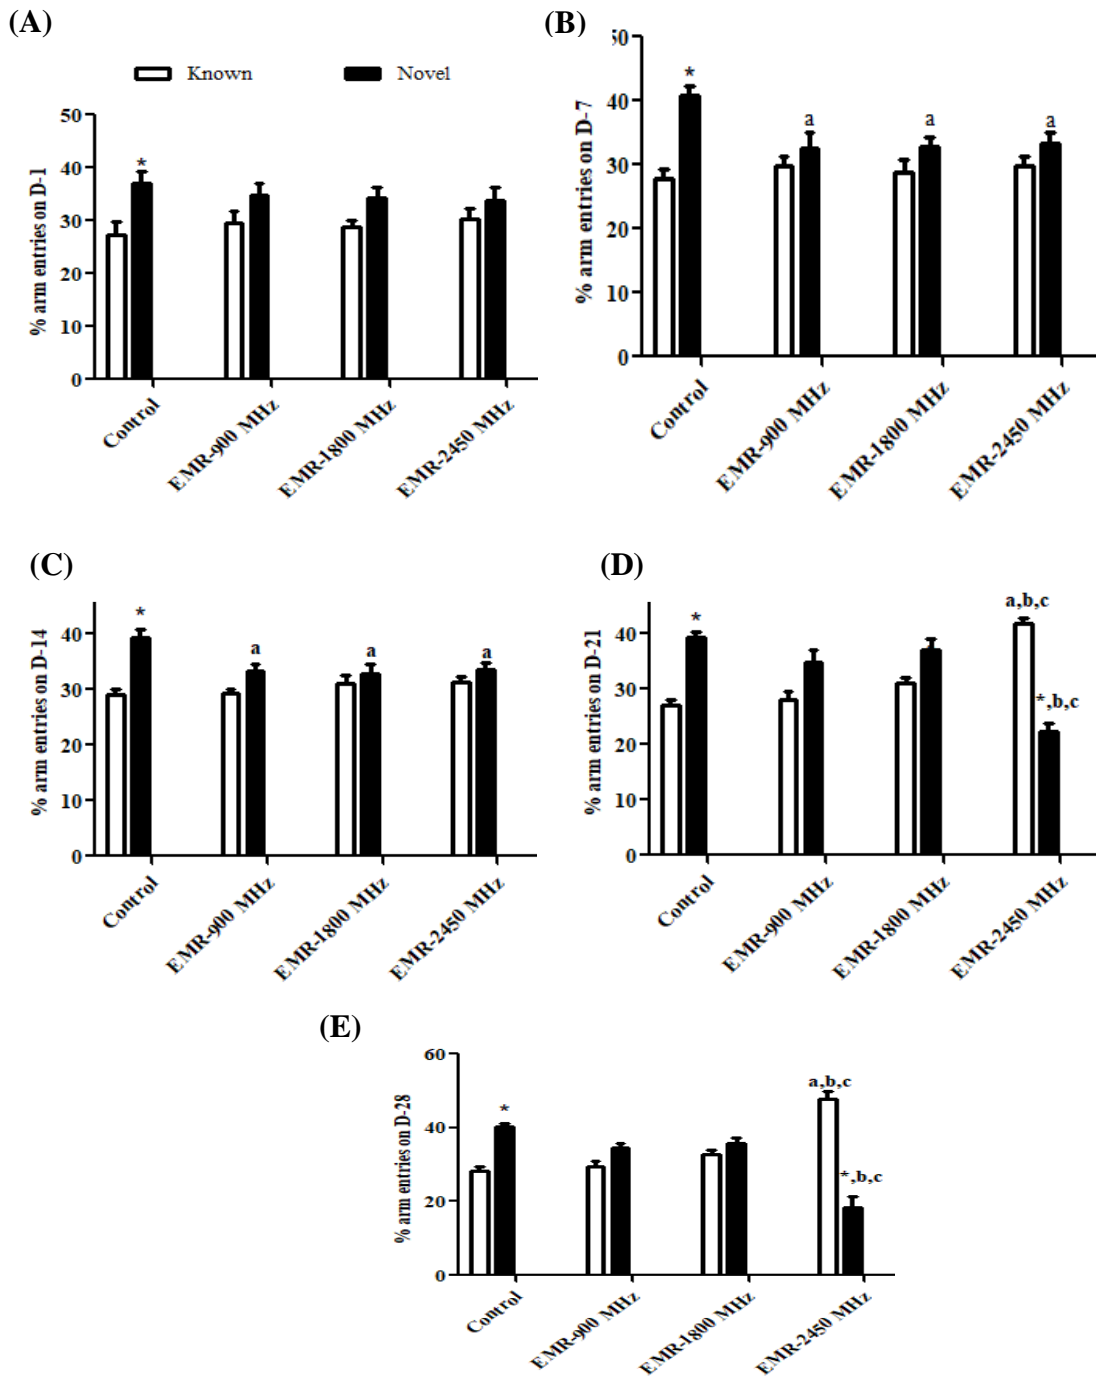 (A)
Known Novel
% arm entries on D-1
50
40
30
20
10
0
*
Control
EMR-900 MHz
EMR-1800 MHz
EMR-2450 MHz
(B)
% arm entries on D-7
50
40
30
20
10
0
*
a
a
a
Control
EMR-900 MHz
EMR-1800 MHz
EMR-2450 MHz
(C)
% arm entries on D-14
40
30
20
10
0
*
a
a
a
Control
EMR-900 MHz
EMR-1800 MHz
EMR-2450 MHz
(D)
% arm entries on D-21
40
30
20
10
0
*
a,b,c
*,b,c
Control
EMR-900 MHz
EMR-1800 MHz
EMR-2450 MHz
(E)
% arm entries on D-28
60
40
20
0
*
a,b,c
*,b,c
Control
EMR-900 MHz
EMR-1800 MHz
EMR-2450 MHz